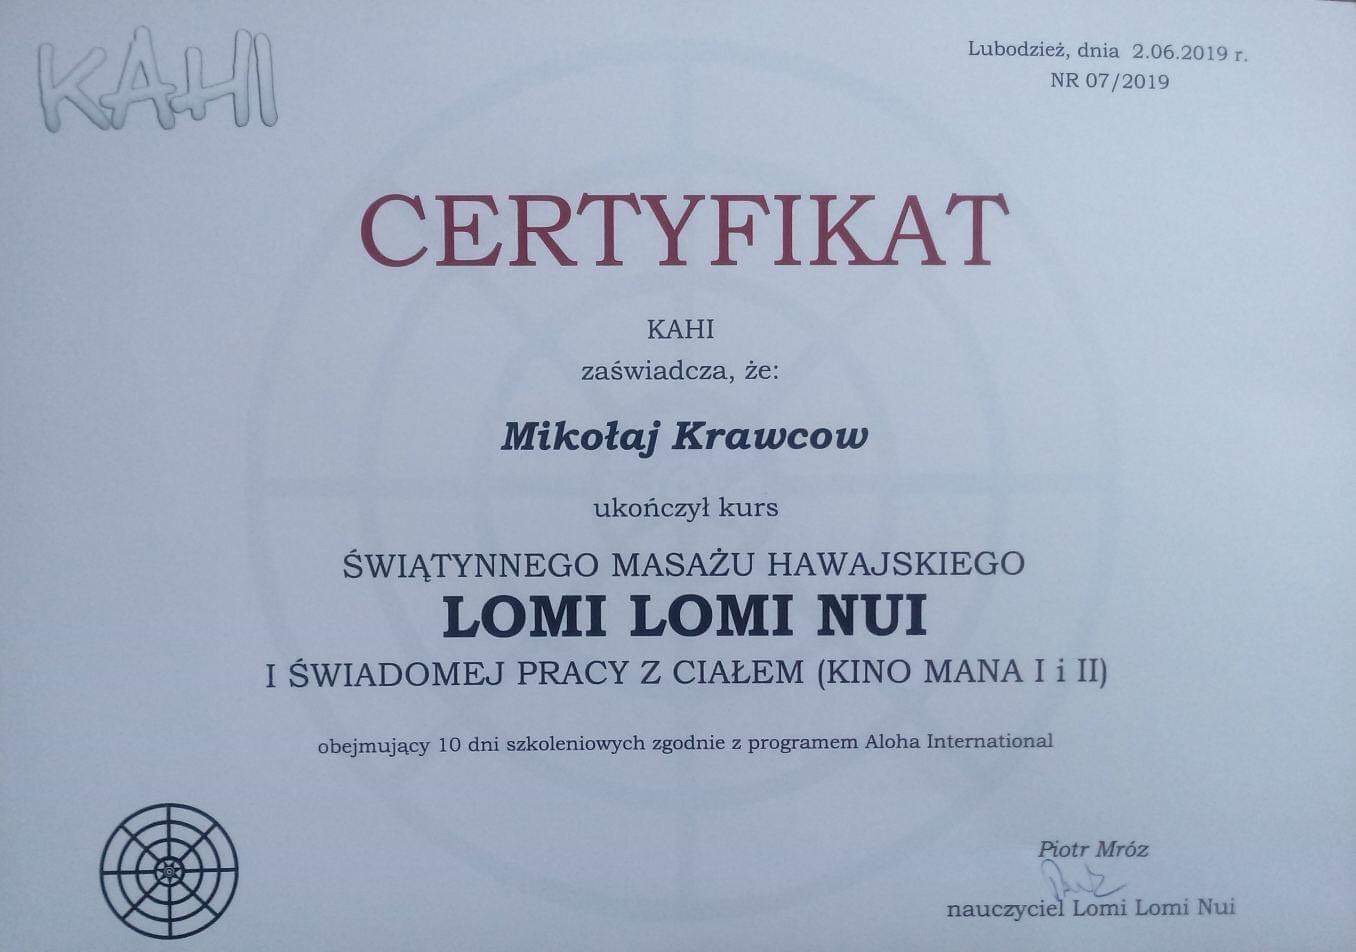 KAHI
Lubodzież, dnia 2.06.2019 r.
NR 07/2019
CERTYFIKAT
KAHI
zaświadcza, że:
Mikołaj Krawcow
ukończył kurs
ŚWIĄTYNNEGO MASAŻU HAWAJSKIEGO
LOMI LOMI NUI
I ŚWIADOMEJ PRACY Z CIAŁEM (KINO MANA I i II)
obejmujący 10 dni szkoleniowych zgodnie z programem Aloha International
Piotr Mróz
nauczyciel Lomi Lomi Nui